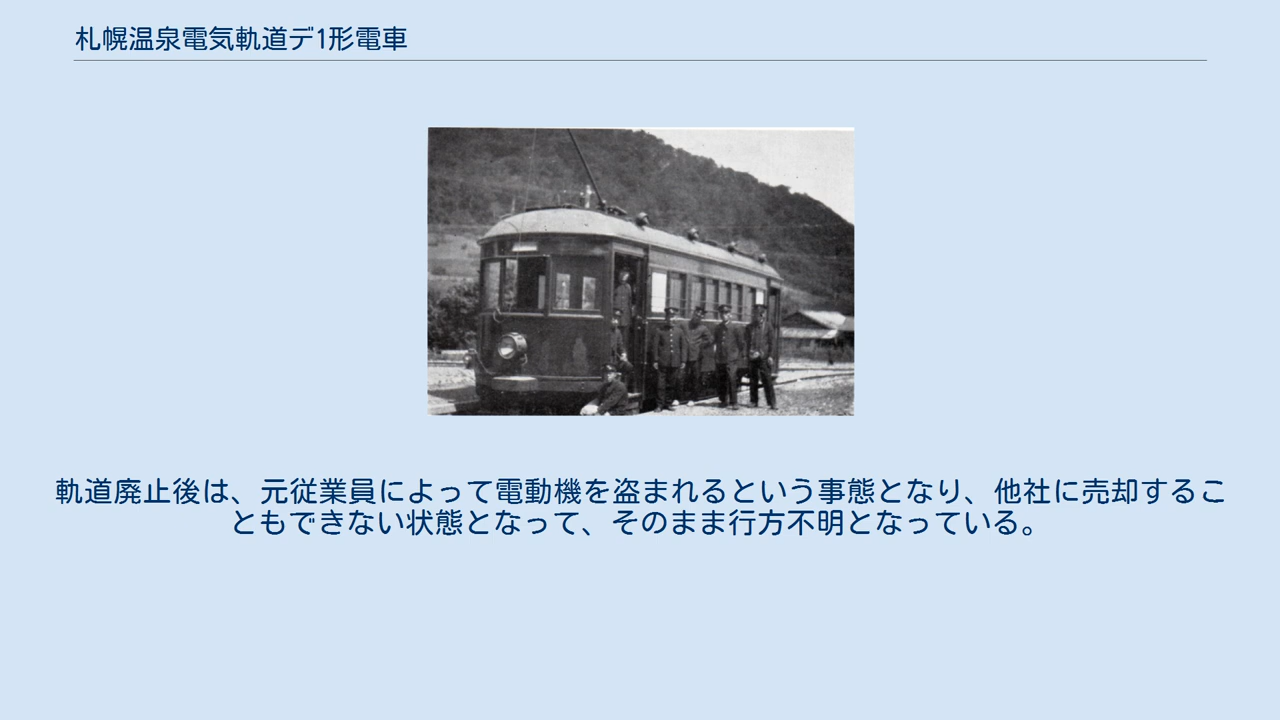 札幌温泉電気軌道デ1形電車
軌道廃止後は、元従業員によって電動機を盗まれるという事態となり、他社に売却するこ
ともできない状態となって、そのまま行方不明となっている。